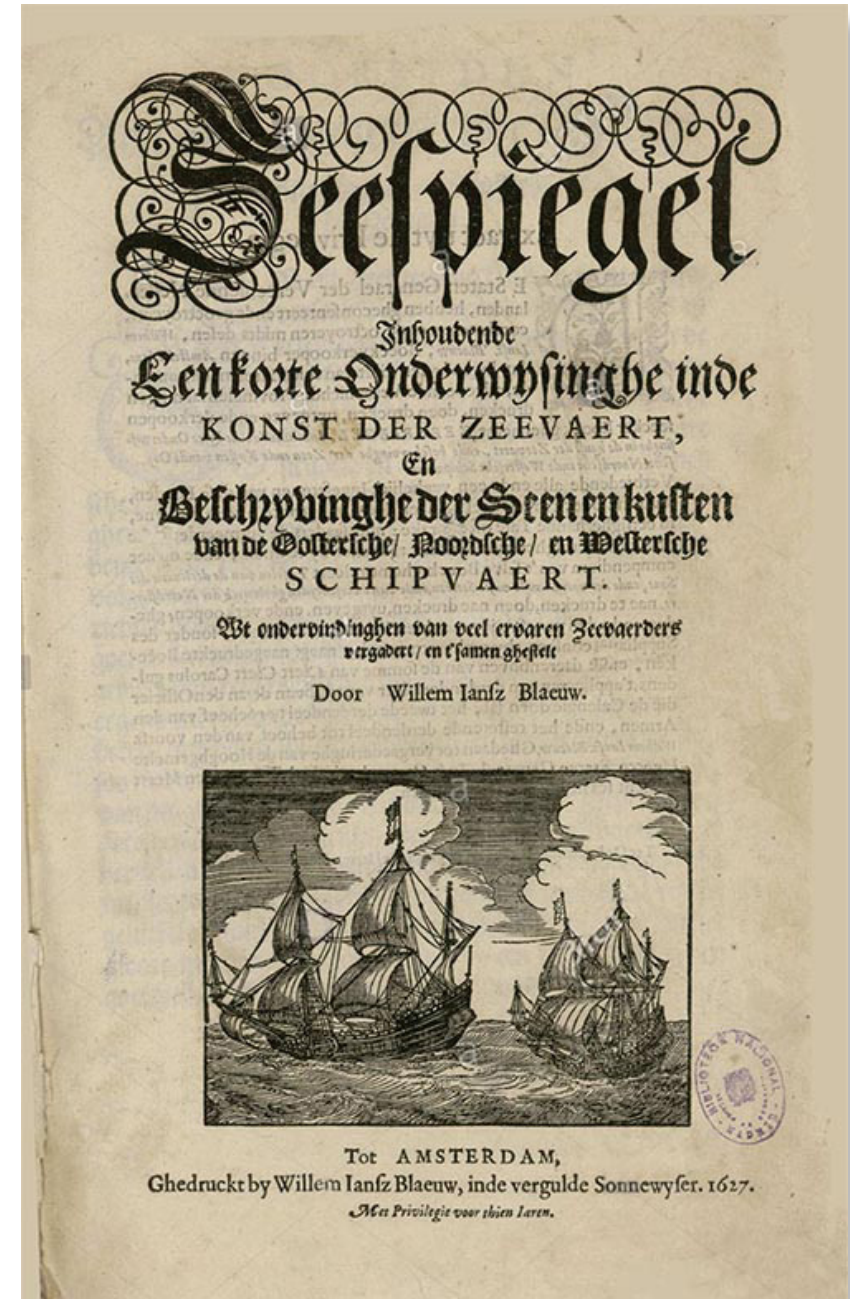 Seespiegel
Inhoudende
Een korte Onderwysinghe inde
KONST DER ZEEVAERT,
En
Beschryvinghe der Seen en kusten
van de Oostersche/ Noordsche/ en Westersche
SCHIPVAERT.
Wt ondervindinghen van veel ervaren Zeevaerders
vergadert / en t'samen ghestelt
Door Willem Iansz Blaeuw.
Tot AMSTERDAM,
Ghedruckt by Willem Iansz Blaeuw, inde vergulde Sonnewyser. 1627.
Met Privilegie voor thien Iaren.
BIBLIOTECA NACIONAL